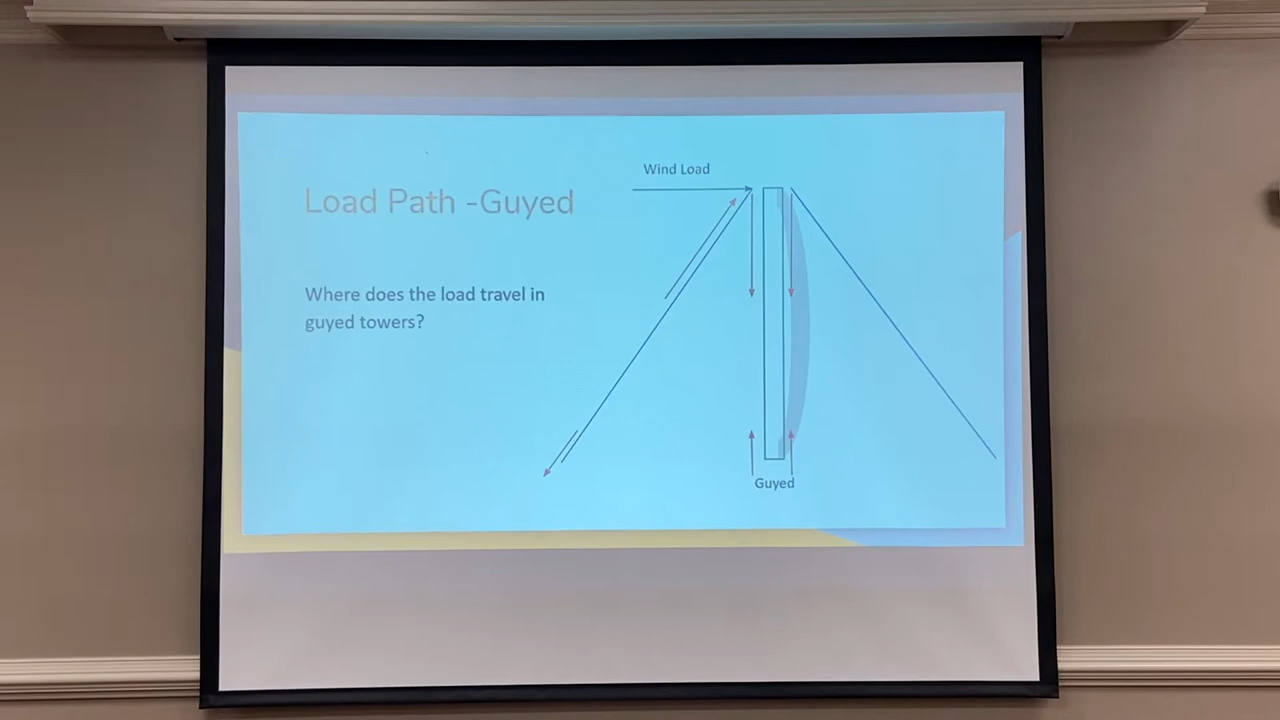 Load Path -Guyed
Where does the load travel in
guyed towers?
Wind Load
Guyed